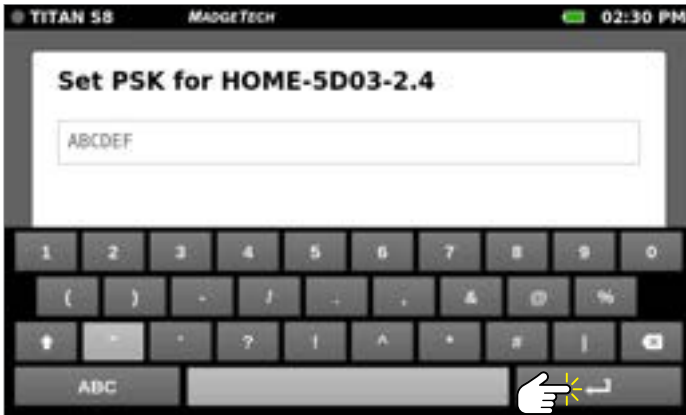 TITAN S8 MADGETECH 02:30 PM
Set PSK for HOME-5D03-2.4
ABCDEF
1 2 3 4 5 6 7 8 9 0
( ) - / . , & @ %
? ! ^ * # |
ABC